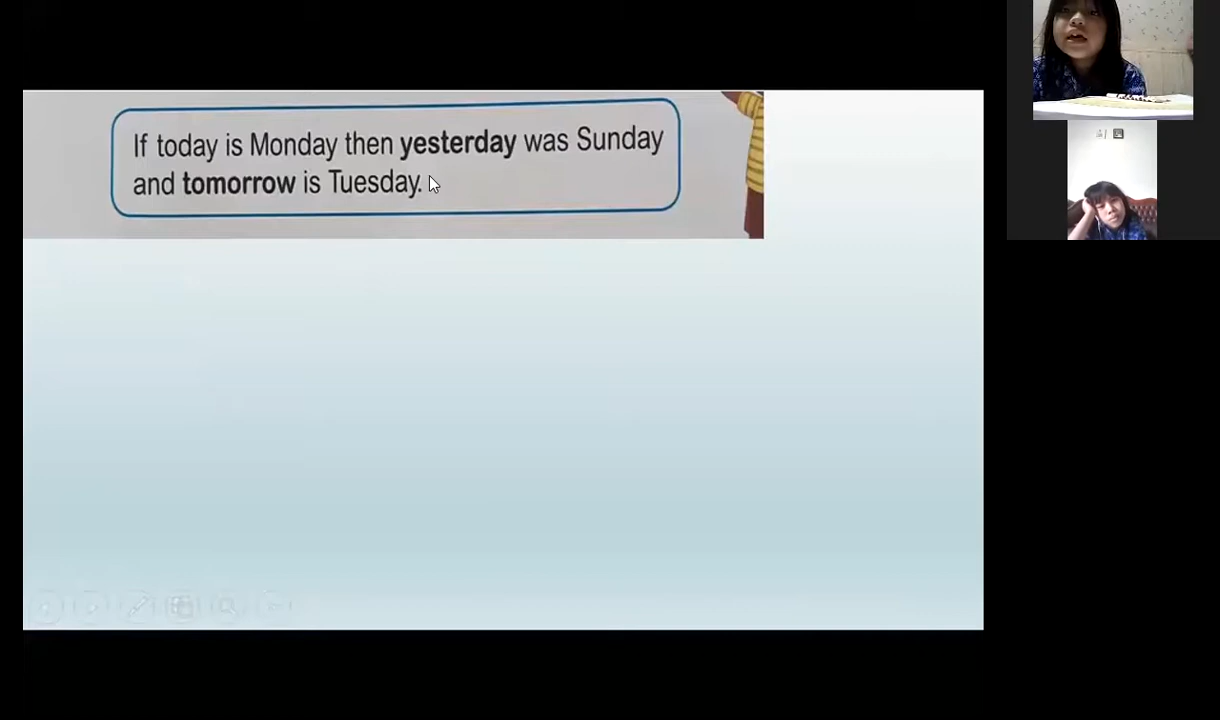 If today is Monday then yesterday was Sunday
and tomorrow is Tuesday.